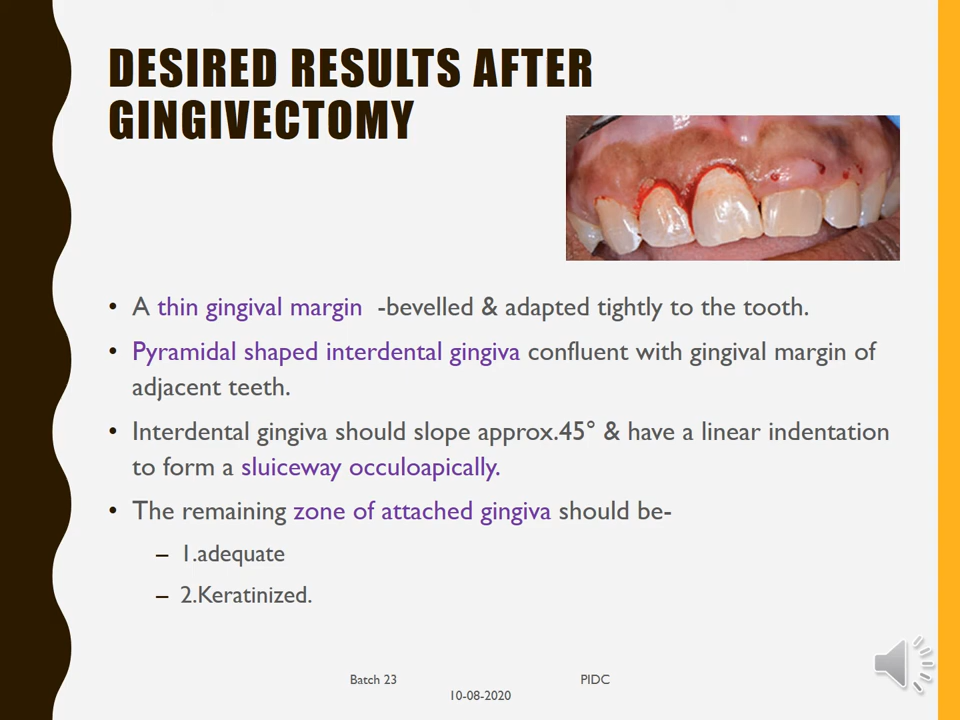 DESIRED RESULTS AFTER
GINGIVECTOMY
• A thin gingival margin -bevelled & adapted tightly to the tooth.
• Pyramidal shaped interdental gingiva confluent with gingival margin of
adjacent teeth.
• Interdental gingiva should slope approx.45° & have a linear indentation
to form a sluiceway occuloapically.
• The remaining zone of attached gingiva should be-
– 1.adequate
– 2.Keratinized.
Batch 23 PIDC
10-08-2020